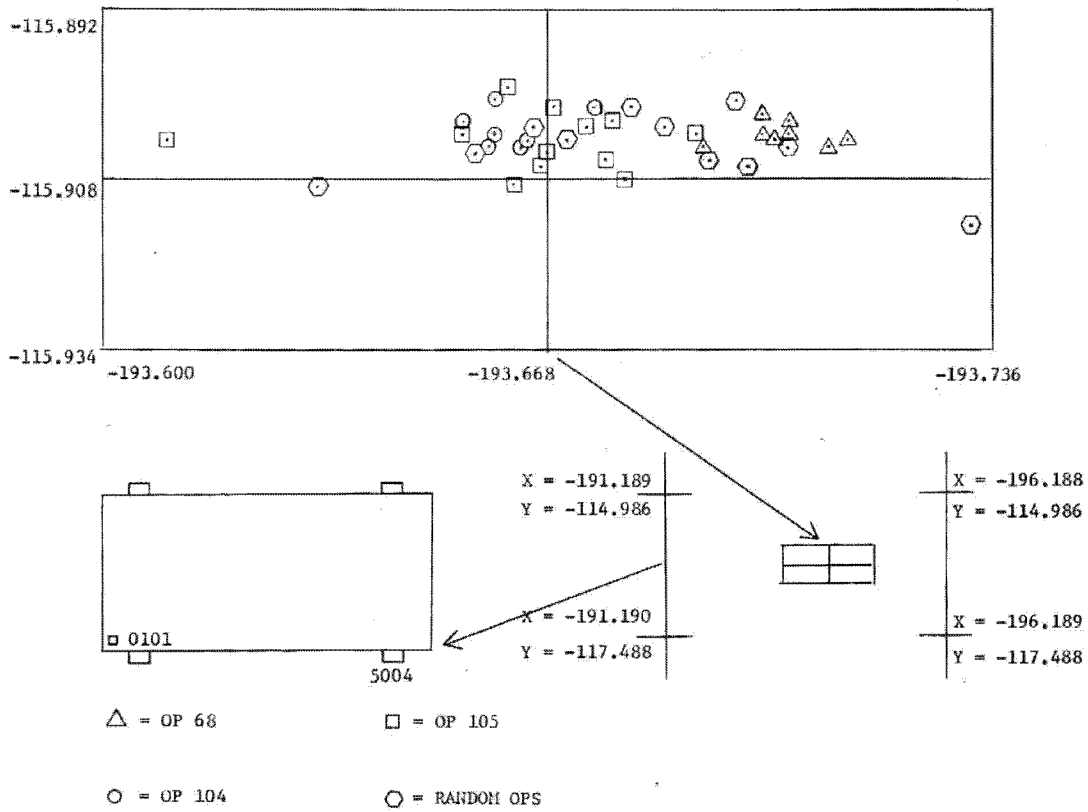 -115.892
-115.908
-115.934
-193.600
-193.668
-193.736
X = -191.189
Y = -114.986
X = -196.188
Y = -114.986
X = -191.190
Y = -117.488
X = -196.189
Y = -117.488
0101
5004
= OP 68
= OP 105
= OP 104
= RANDOM OPS